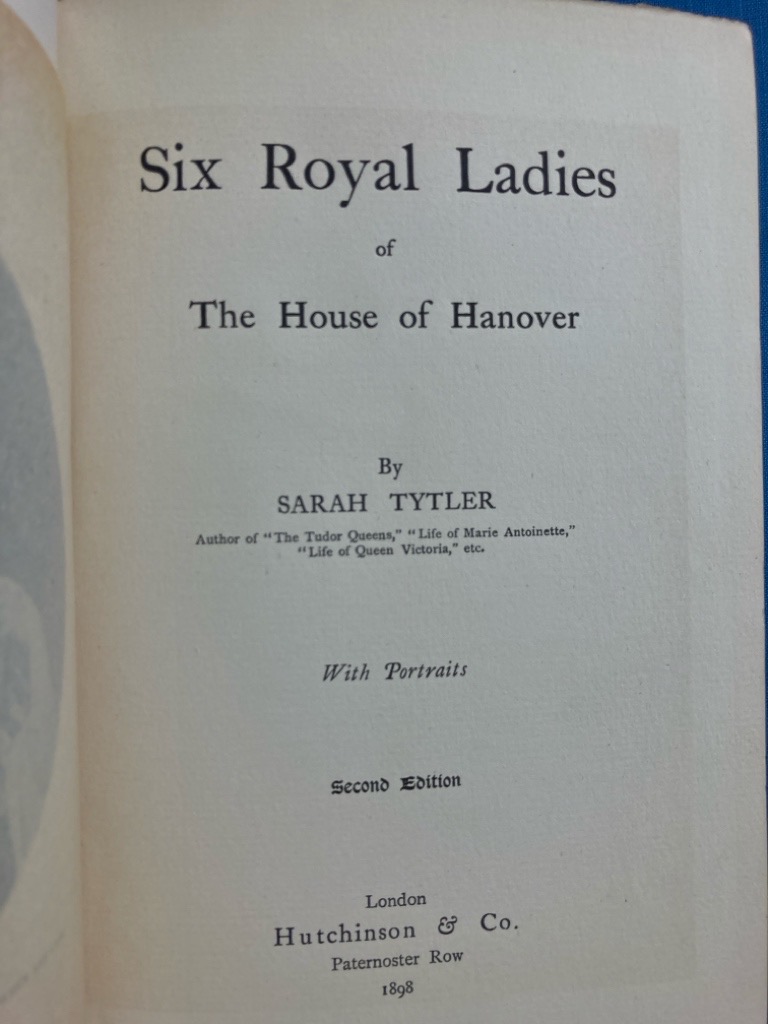 Six Royal Ladies
of
The House of Hanover
By
SARAH TYTLER
Author of "The Tudor Queens," "Life of Marie Antoinette,"
"Life of Queen Victoria," etc.
With Portraits
Second Edition
London
Hutchinson & Co.
Paternoster Row
1898